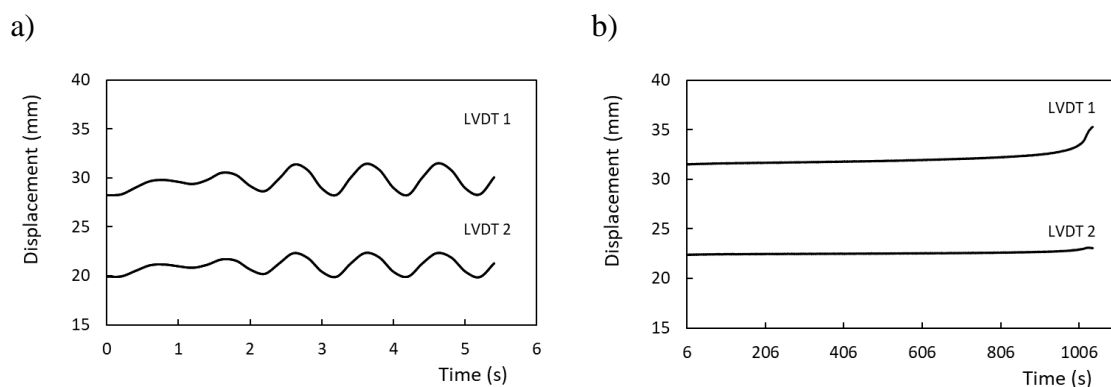 a)
Displacement (mm)
40
35
30
25
20
15
LVDT 1
LVDT 2
0 1 2 3 4 5 6
Time (s)
b)
Displacement (mm)
40
35
30
25
20
15
LVDT 1
LVDT 2
6 206 406 606 806 1006
Time (s)